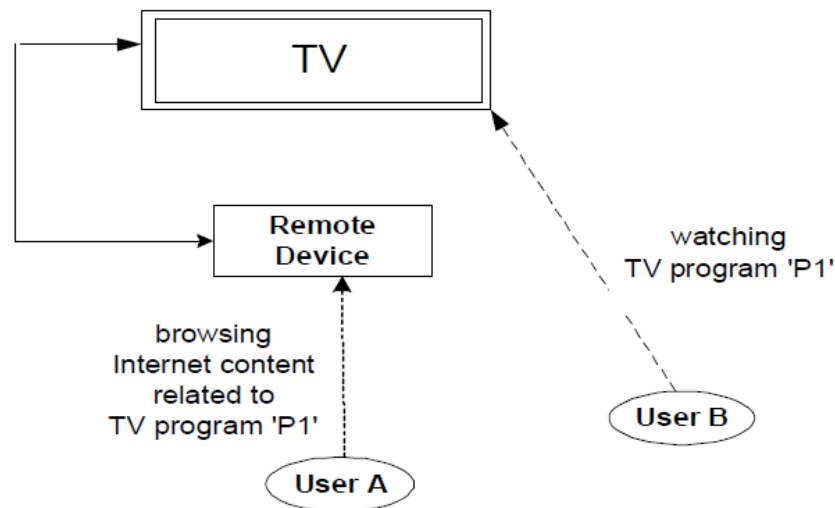 TV
Remote
Device
watching
TV program 'P1'
browsing
Internet content
related to
TV program 'P1'
User B
User A